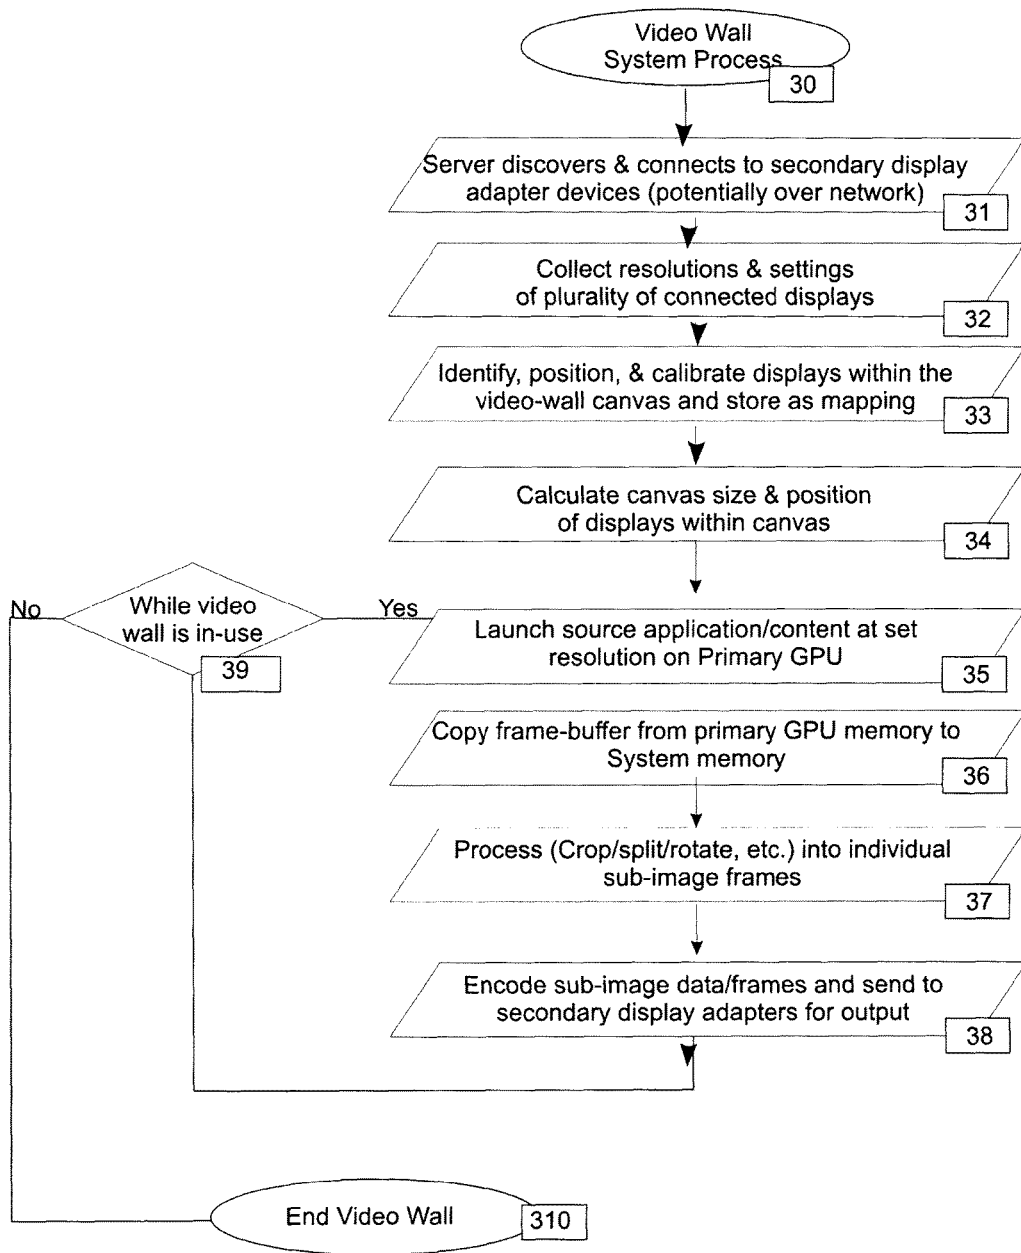 Video Wall
System Process
30
Server discovers & connects to secondary display
adapter devices (potentially over network)
31
Collect resolutions & settings
of plurality of connected displays
32
Identify, position, & calibrate displays within the
video-wall canvas and store as mapping
33
Calculate canvas size & position
of displays within canvas
34
No
While video
wall is in-use
39
Yes
Launch source application/content at set
resolution on Primary GPU
35
Copy frame-buffer from primary GPU memory to
System memory
36
Process (Crop/split/rotate, etc.) into individual
sub-image frames
37
Encode sub-image data/frames and send to
secondary display adapters for output
38
End Video Wall
310